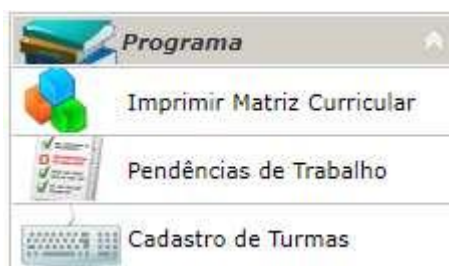 Programa
Imprimir Matriz Curricular
Pendências de Trabalho
Cadastro de Turmas